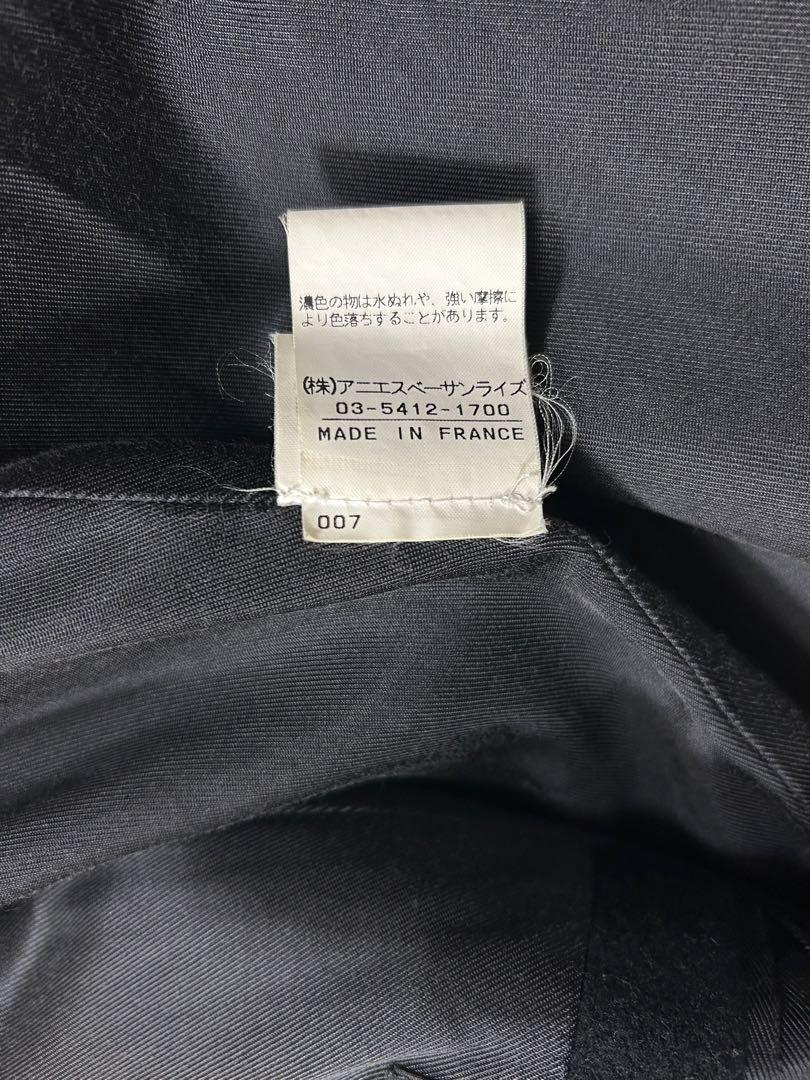 濃色の物は水ぬれや、強い摩擦に
より色落ちすることがあります。
(株)アニエスベーサンライズ
03-5412-1700
MADE IN FRANCE
007